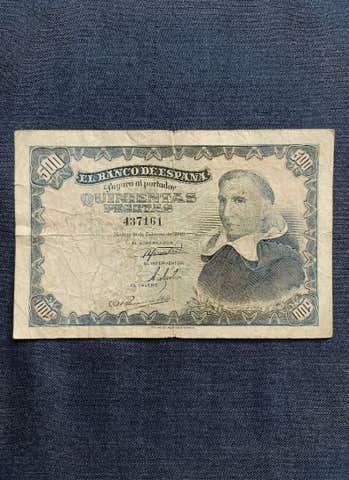 500 500
EL BANCO DE ESPAÑA
pagará al portador
QUINIENTAS
PESETAS
437161
EL GOBERNADOR
EL INTERVENTOR
EL CAJERO
500 500